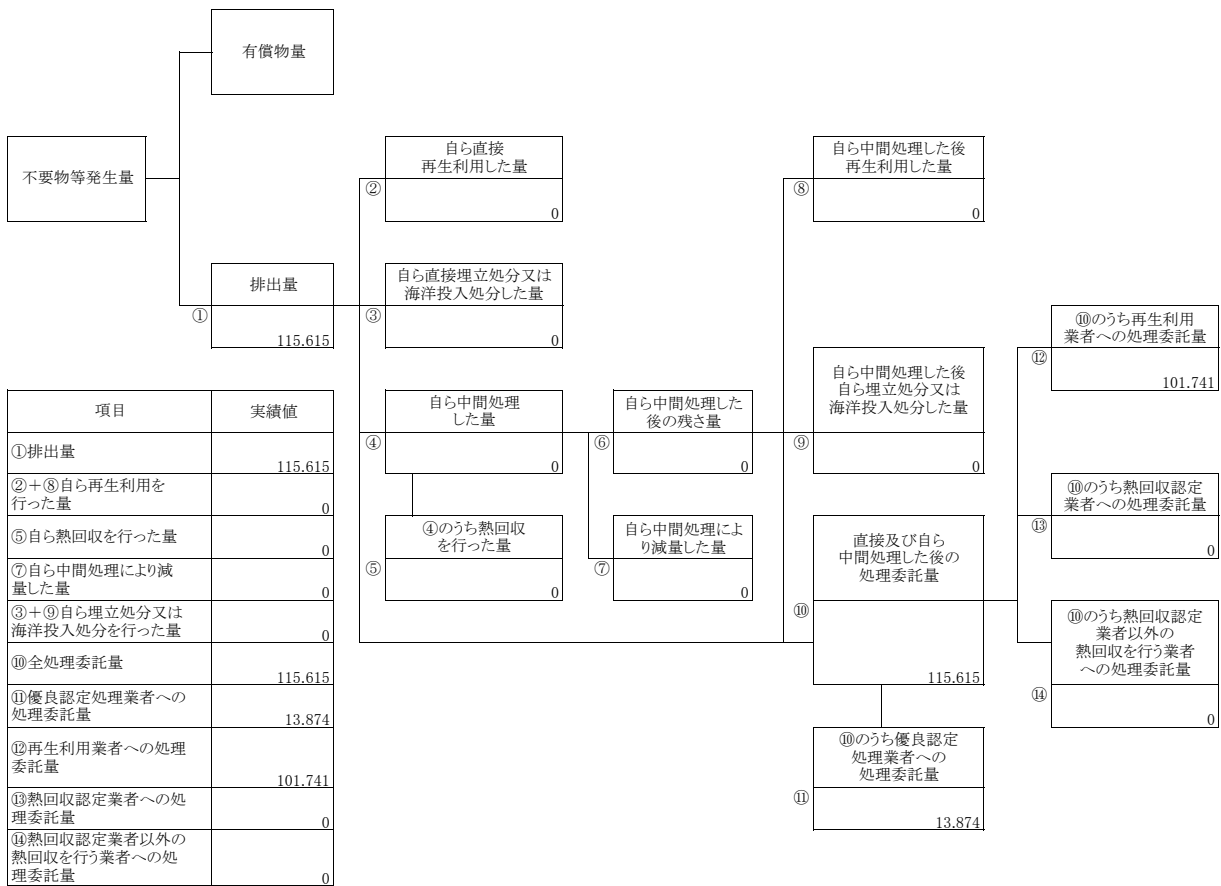 有償物量
不要物等発生量
自ら直接
再生利用した量
②
0
自ら中間処理した後
再生利用した量
⑧
0
排出量
①
115.615
自ら直接埋立処分又は
海洋投入処分した量
③
0
⑩のうち再生利用
業者への処理委託量
⑫
101.741
自ら中間処理
した量
④
0
自ら中間処理した
後の残さ量
⑥
0
自ら中間処理した後
自ら埋立処分又は
海洋投入処分した量
⑨
0
⑩のうち熱回収認定
業者への処理委託量
⑬
0
④のうち熱回収
を行った量
⑤
0
自ら中間処理によ
り減量した量
⑦
0
直接及び自ら
中間処理した後の
処理委託量
⑩
115.615
⑩のうち熱回収認定
業者以外の
熱回収を行う業者
への処理委託量
⑭
0
⑩のうち優良認定
処理業者への
処理委託量
⑪
13.874
項目
実績値
①排出量
115.615
②+⑧自ら再生利用を
行った量
0
⑤自ら熱回収を行った量
0
⑦自ら中間処理により減
量した量
0
③+⑨自ら埋立処分又は
海洋投入処分を行った量
0
⑩全処理委託量
115.615
⑪優良認定処理業者への
処理委託量
13.874
⑫再生利用業者への処理
委託量
101.741
⑬熱回収認定業者への処
理委託量
0
⑭熱回収認定業者以外の
熱回収を行う業者への処
理委託量
0